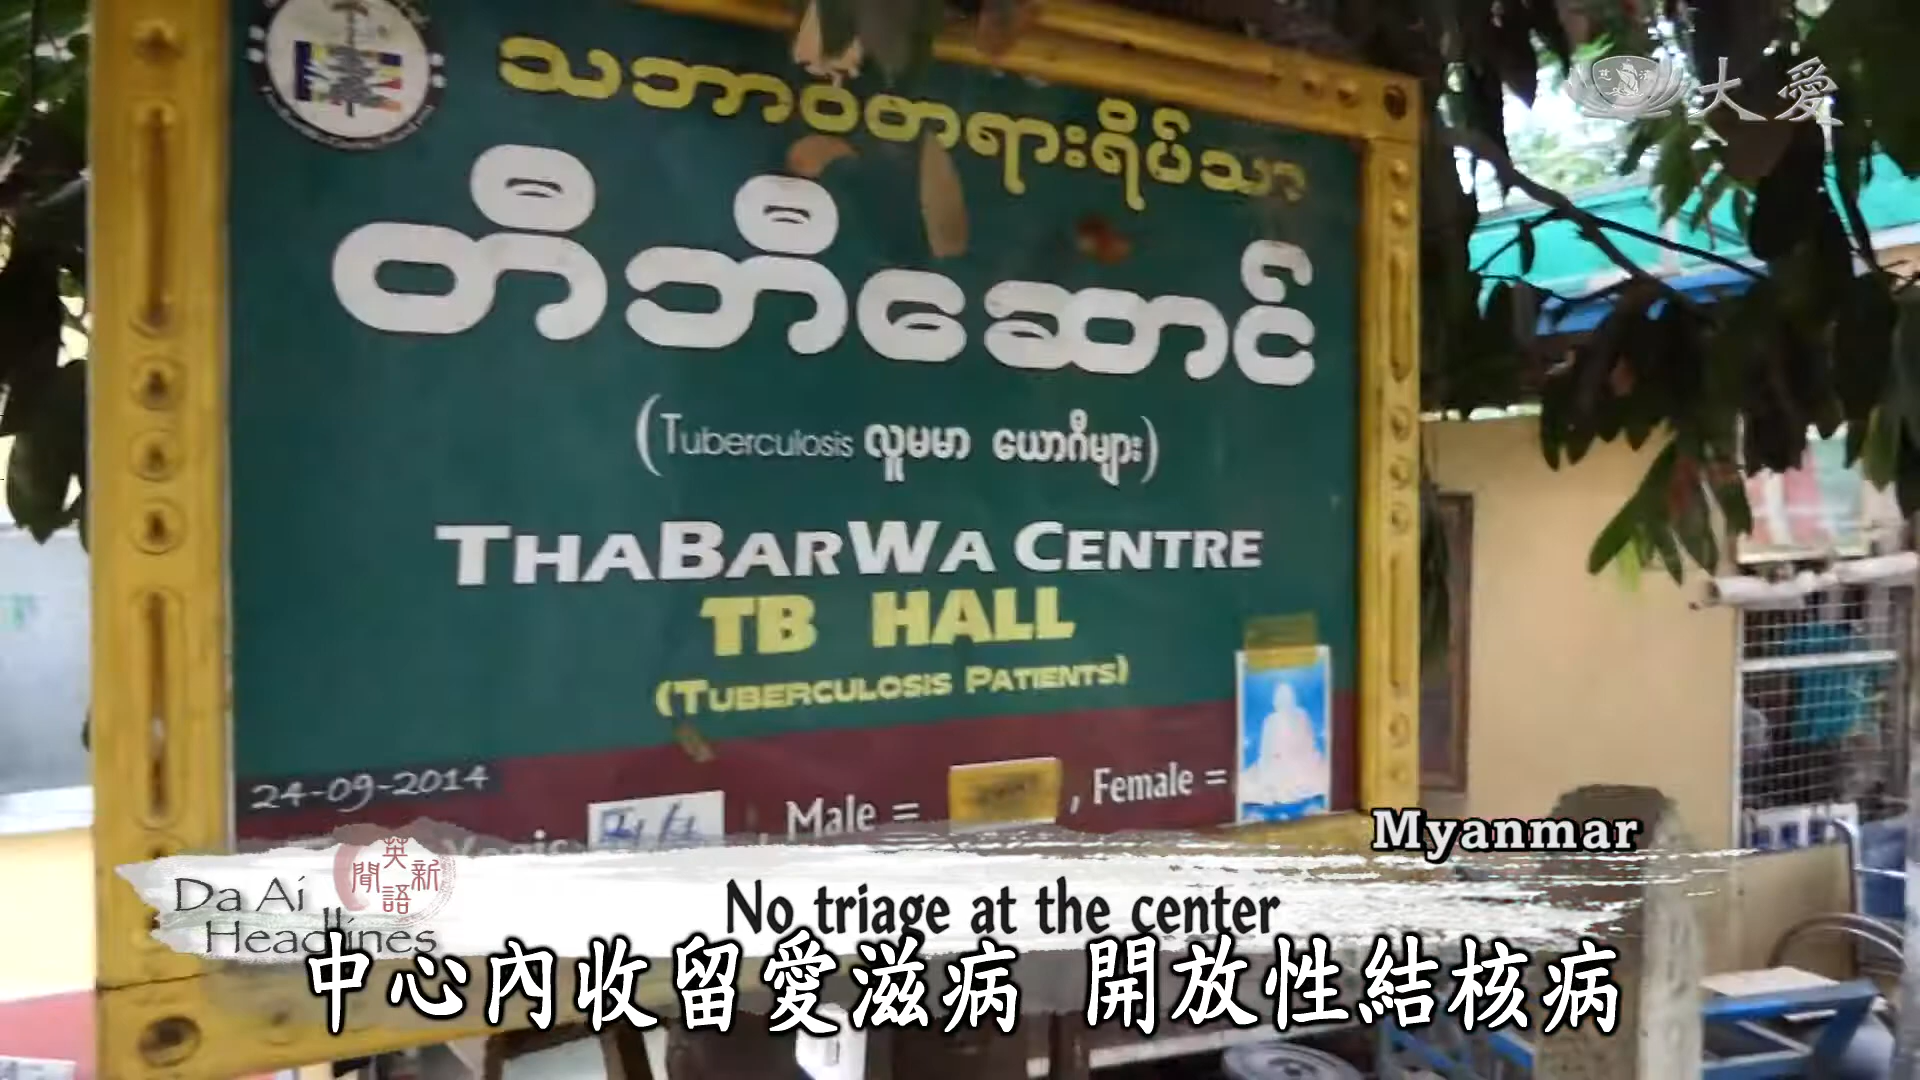 大愛
သဘာဝတရားရိပ်သာ
တီဘီဆောင်
(Tuberculosis လူမမာ ယောဂီများ)
THABARWA CENTRE
TB HALL
(TUBERCULOSIS PATIENTS)
24-09-2014
Yogis
, Male = , Female =
Myanmar
Da Ai
Headlines
英語新聞
No triage at the center
中心內收留愛滋病 開放性結核病